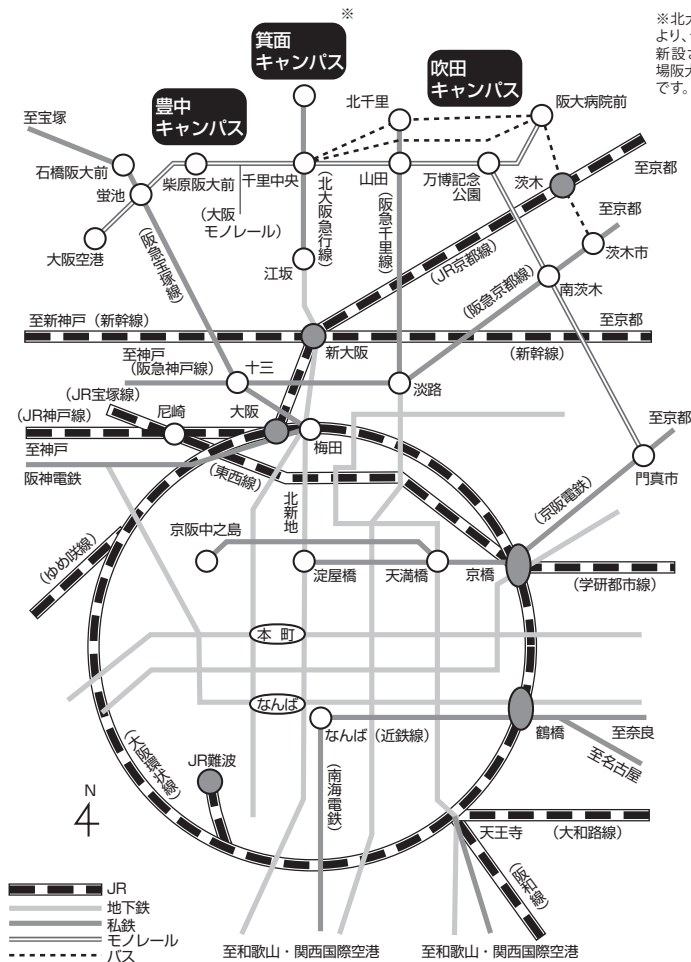 ※
箕面
キャンパス
吹田
キャンパス
豊中
キャンパス
※北大
より、
新設さ
場阪大
です。
至宝塚
石橋阪大前
蛍池
柴原阪大前
千里中央
北千里
阪大病院前
山田
万博記念
公園
茨木
至京都
至京都
茨木市
南茨木
大阪空港
(大阪
モノレール)
(北大阪急行線)
(阪急千里線)
(阪急宝塚線)
江坂
(JR京都線)
(阪急京都線)
至新神戸(新幹線)
新大阪
至京都
(新幹線)
至神戸
(阪急神戸線)
十三
淡路
(JR宝塚線)
(JR神戸線)
尼崎
大阪
梅田
至神戸
阪神電鉄
(東西線)
北新地
至京都
門真市
(京阪電鉄)
京阪中之島
淀屋橋
天満橋
京橋
(学研都市線)
(ゆめ咲線)
本町
なんば
なんば(近鉄線)
鶴橋
至奈良
至名古屋
(大阪環状線)
JR難波
(南海電鉄)
天王寺
(大和路線)
(阪和線)
N
JR
地下鉄
私鉄
モノレール
バス
至和歌山・関西国際空港
至和歌山・関西国際空港